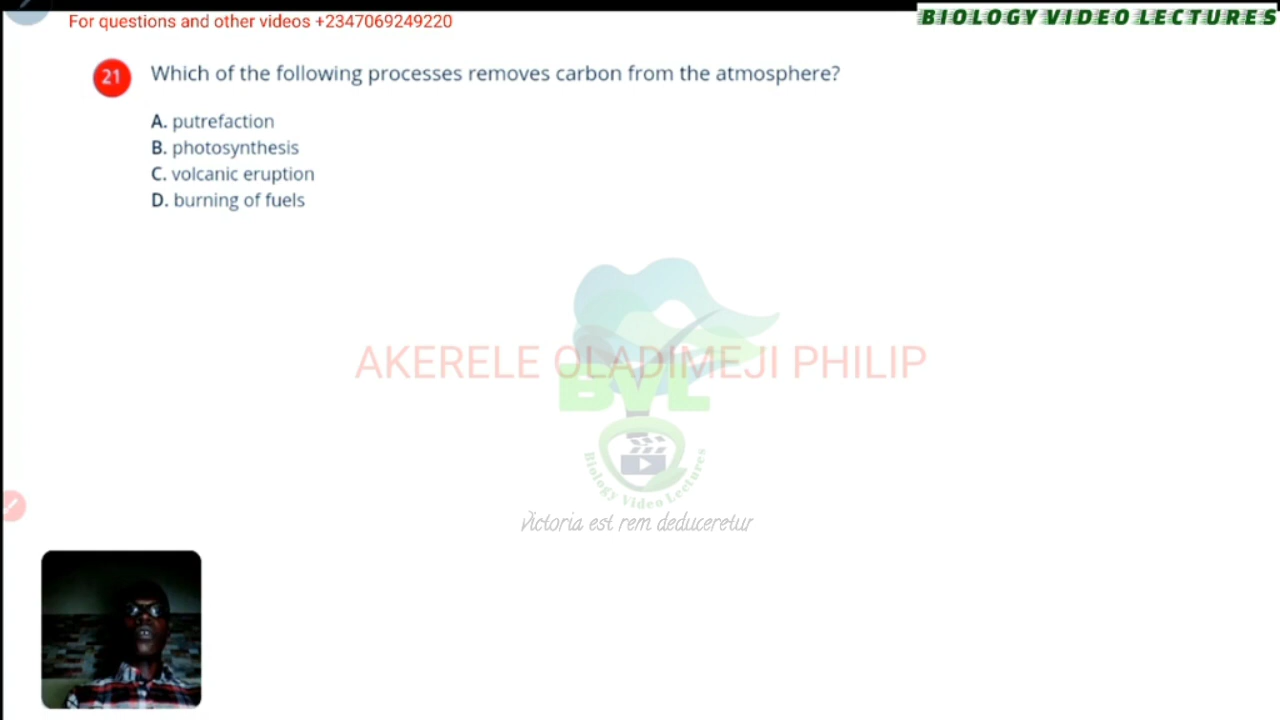 For questions and other videos +2347069249220
BIOLOGY VIDEO LECTURES
21 Which of the following processes removes carbon from the atmosphere?
A. putrefaction
B. photosynthesis
C. volcanic eruption
D. burning of fuels
AKERELE OLADIMEJI PHILIP
BVL
Biology Video Lectures
Victoria est rem deduceretur